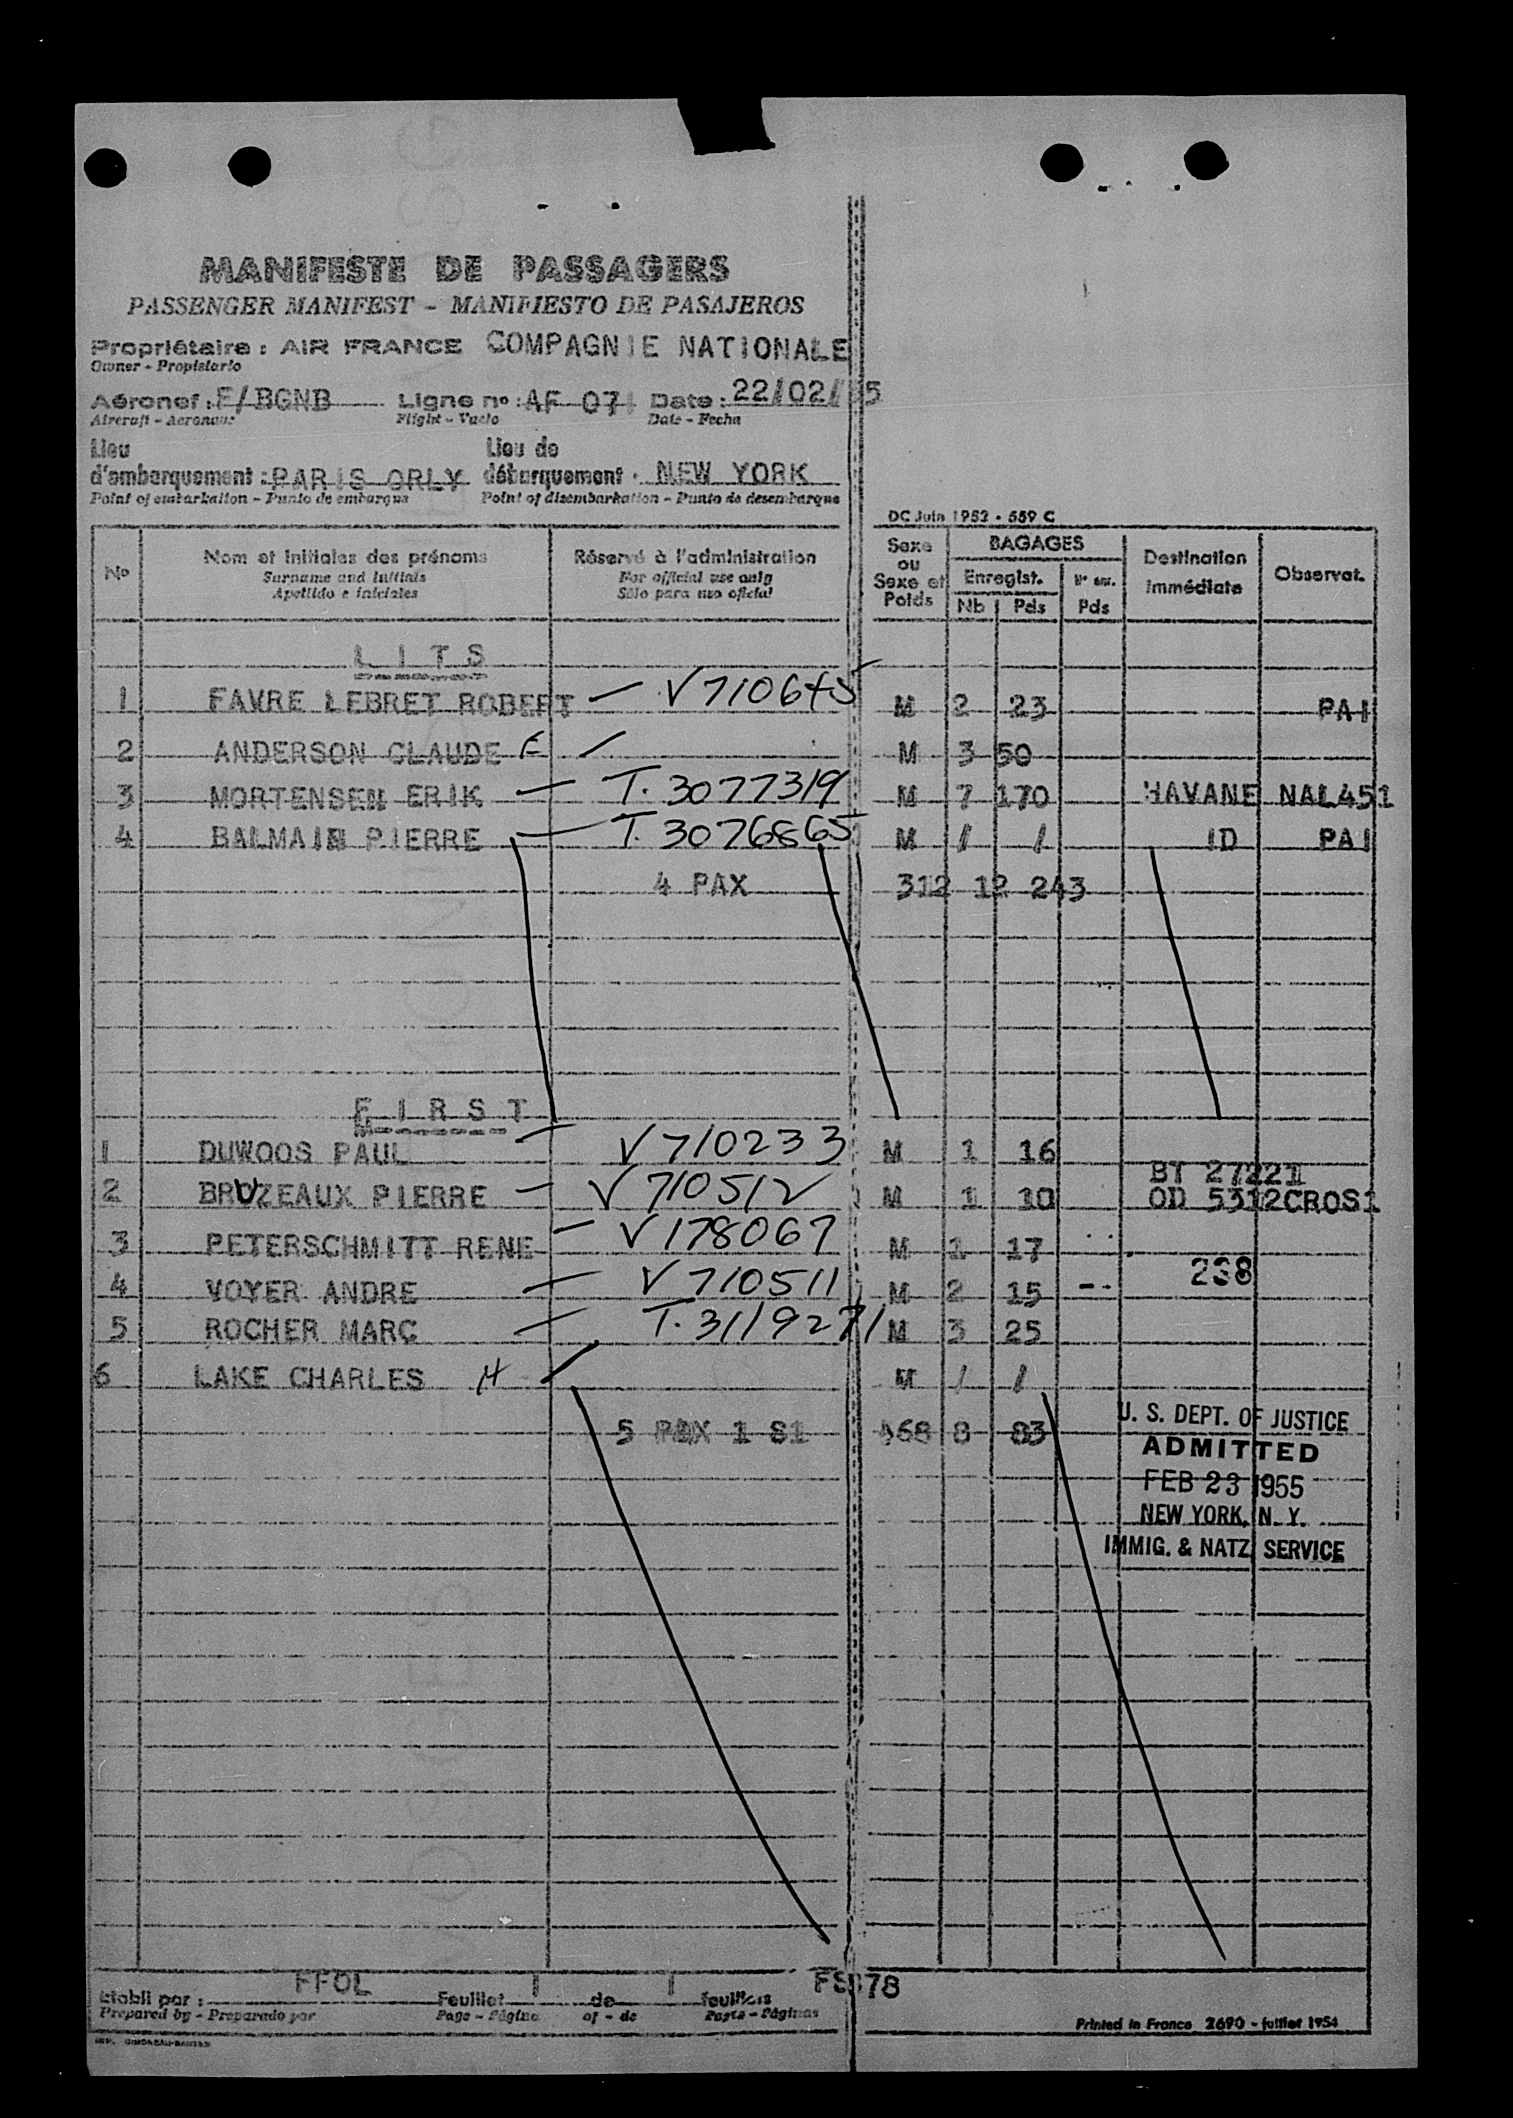 MANIFESTE DE PASSAGERS
PASSENGER MANIFEST - MANIFIESTO DE PASAJEROS
Propriétaire : AIR FRANCE COMPAGNIE NATIONALE
Owner - Propietario
Aéronef : F/BGNB Ligne no : AF 07 Date : 22/02/55
Aircraft - Aeronave Flight - Vuelo Date - Fecha
Lieu Lieu de
d'embarquement : PARIS ORLY débarquement : NEW YORK
Point of embarkation - Punto de embarque Point of disembarkation - Punto de desembarque
DC Juin 1952 - 559 C
No Nom et initiales des prénoms Réservé à l'administration Sexe ou Sexe et Poids BAGAGES Destination immédiate Observat.
Surname and initials For official use only Enregist. Nb Pds Pds
Apellido e iniciales Sólo para uso oficial
L I T S
1 FAVRE LEBRET ROBERT — V 710645 M 2 23 PAI
2 ANDERSON CLAUDE E / M 3 50
3 MORTENSEN ERIK — T. 3077319 M 7 170 HAVANE NAL451
4 BALMAIN PIERRE — T. 3076865 M / / ID PAI
4 PAX 312 12 243
F I R S T
1 DUWOOS PAUL — V 710233 M 1 16
BT 27221
2 BRUZEAUX PIERRE — V 710512 M 1 10 OD 5312CROS1
3 PETERSCHMITT RENE — V 178067 M 1 17
238
4 VOYER ANDRE — V 710511 M 2 15 --
5 ROCHER MARC — T. 3119271 M 3 25
6 LAKE CHARLES H / M / /
5 PAX 1 S1 468 8 83
U. S. DEPT. OF JUSTICE
ADMITTED
FEB 23 1955
NEW YORK, N. Y.
IMMIG. & NATZ. SERVICE
Etabli par : FFOL Feuillet 1 de 1 feuillets FS 78
Prepared by - Preparado por Page - Página of - de Pages - Páginas
Printed in France 2690 - juillet 1954